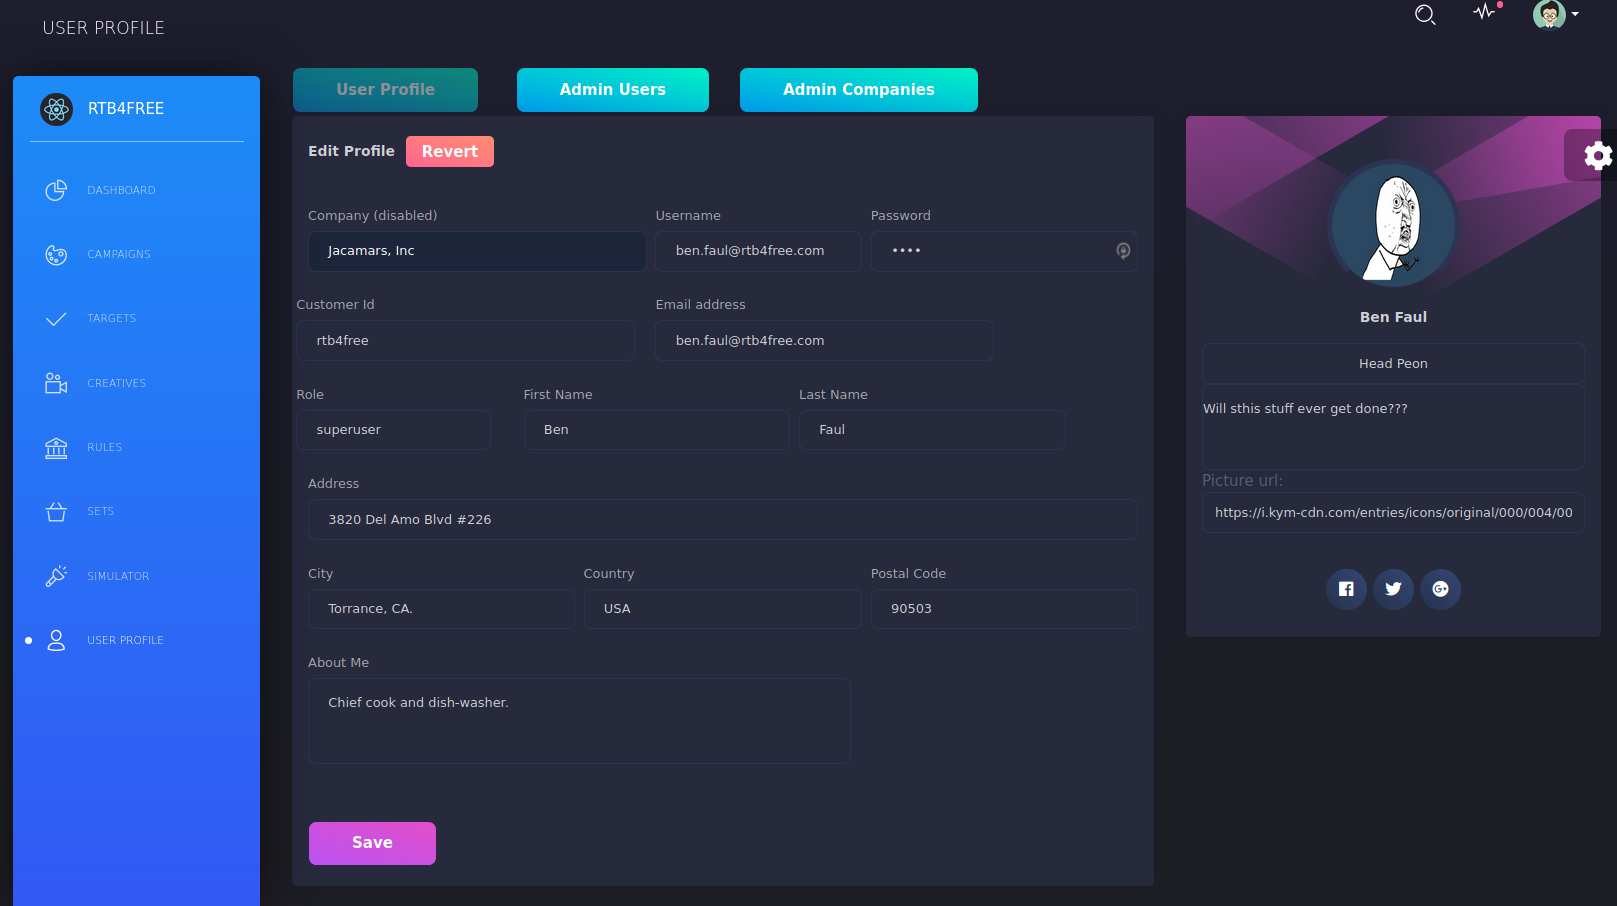 USER PROFILE
RTB4FREE
DASHBOARD
CAMPAIGNS
TARGETS
CREATIVES
RULES
SETS
SIMULATOR
USER PROFILE
User Profile
Admin Users
Admin Companies
Edit Profile
Revert
Company (disabled)
Username
Password
Jacamars, Inc
ben.faul@rtb4free.com
••••
Customer Id
Email address
rtb4free
ben.faul@rtb4free.com
Role
First Name
Last Name
superuser
Ben
Faul
Address
3820 Del Amo Blvd #226
City
Country
Postal Code
Torrance, CA.
USA
90503
About Me
Chief cook and dish-washer.
Save
Ben Faul
Head Peon
Will sthis stuff ever get done???
Picture url:
https://i.kym-cdn.com/entries/icons/original/000/004/00